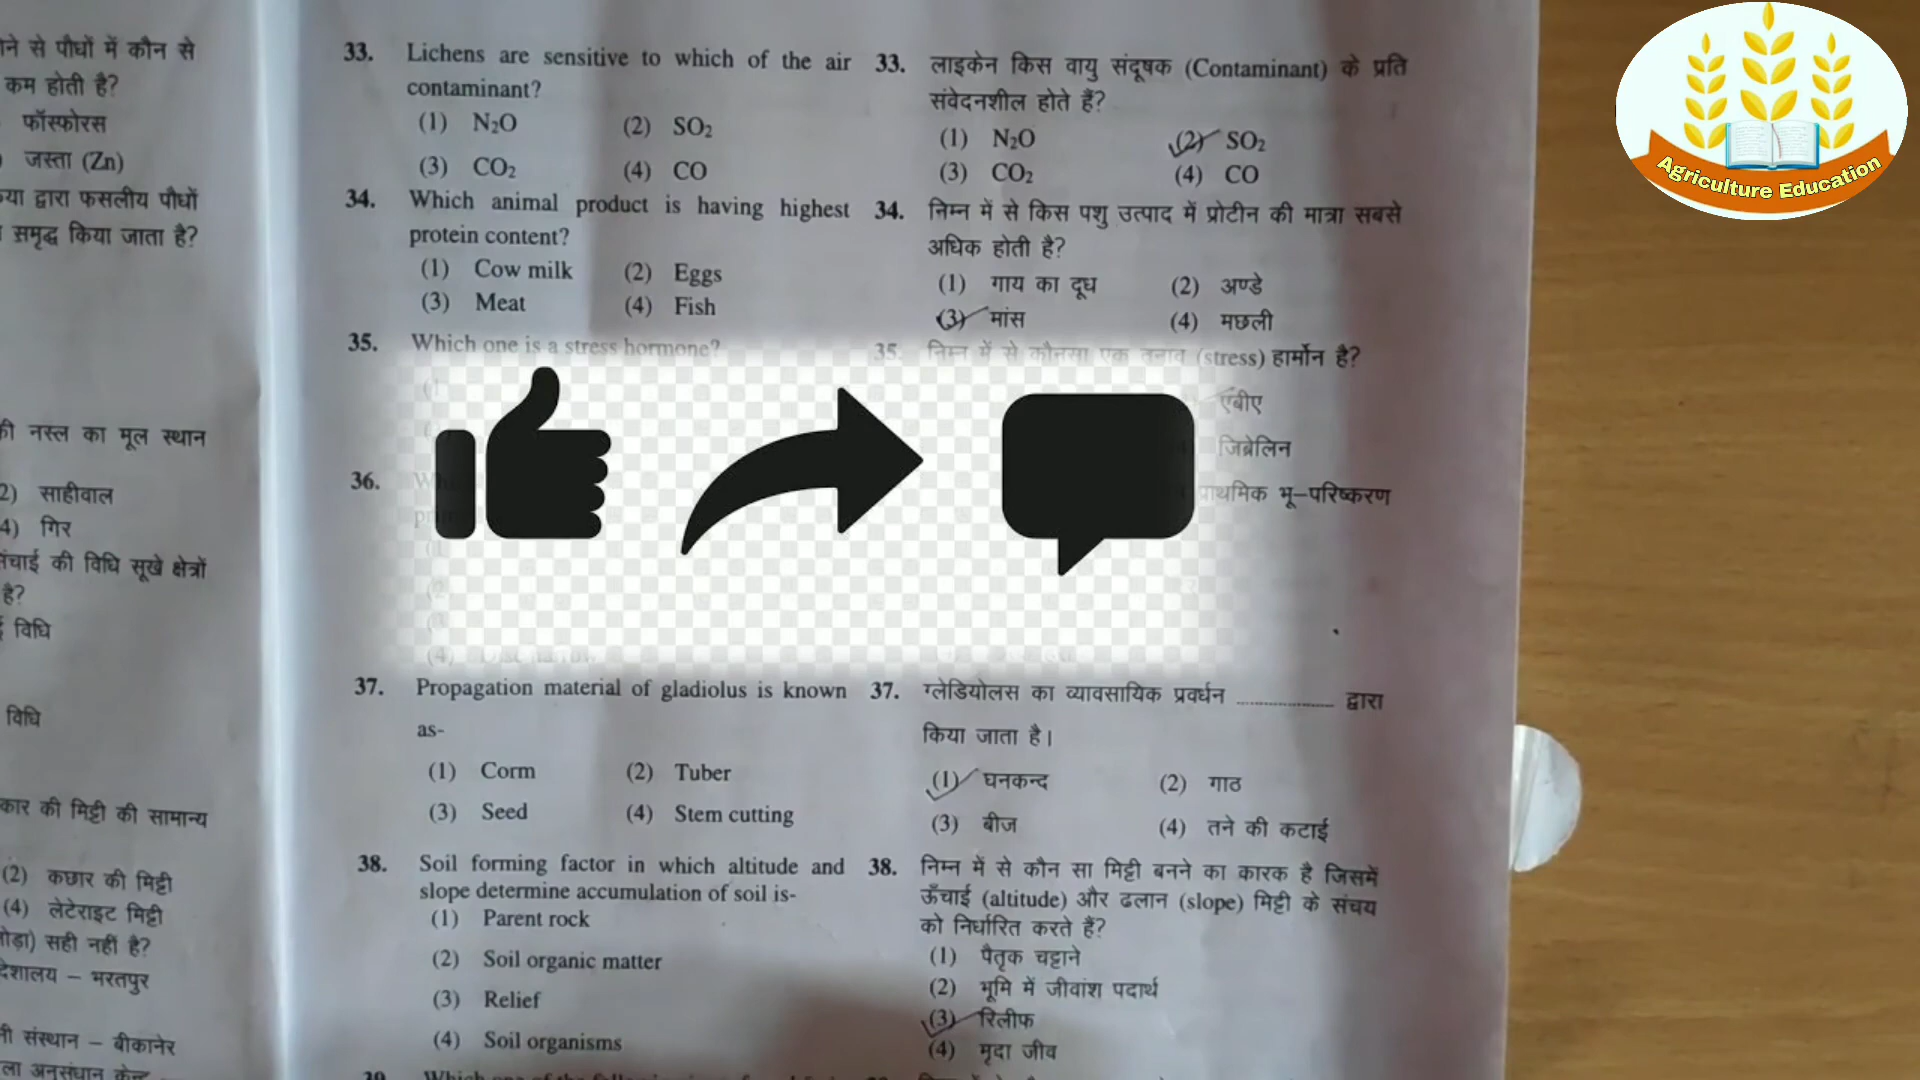 ने से पौधों में कौन से
कम होती है?
फॉस्फोरस
जस्ता (Zn)
या द्वारा फसलीय पौधों
समृद्ध किया जाता है?
की नस्ल का मूल स्थान
2) साहीवाल
4) गिर
है?
विधि
विधि
कार की मिट्टी की सामान्य
(2) कछार की मिट्टी
(4) लेटेराइट मिट्टी
सही नहीं है?
– भरतपुर
संस्थान – बीकानेर
33. Lichens are sensitive to which of the air
contaminant?
(1) N₂O (2) SO₂
(3) CO₂ (4) CO
34. Which animal product is having highest
protein content?
(1) Cow milk (2) Eggs
(3) Meat (4) Fish
35. Which one is a stress hormone?
36.
37. Propagation material of gladiolus is known
as-
(1) Corm (2) Tuber
(3) Seed (4) Stem cutting
38. Soil forming factor in which altitude and
slope determine accumulation of soil is-
(1) Parent rock
(2) Soil organic matter
(3) Relief
(4) Soil organisms
33. लाइकेन किस वायु संदूषक (Contaminant) के प्रति
संवेदनशील होते हैं?
(1) N₂O (2) SO₂
(3) CO₂ (4) CO
34. निम्न में से किस पशु उत्पाद में प्रोटीन की मात्रा सबसे
अधिक होती है?
(1) गाय का दूध (2) अण्डे
(3) मांस (4) मछली
35. निम्न में से कौनसा एक तनाव (stress) हार्मोन है?
एबीए
जिब्रेलिन
प्राथमिक भू–परिष्करण
37. ग्लेडियोलस का व्यावसायिक प्रवर्धन ................... द्वारा
किया जाता है।
(1) घनकन्द (2) गाठ
(3) बीज (4) तने की कटाई
38. निम्न में से कौन सा मिट्टी बनने का कारक है जिसमें
ऊँचाई (altitude) और ढलान (slope) मिट्टी के संचय
को निर्धारित करते हैं?
(1) पैतृक चट्टाने
(2) भूमि में जीवांश पदार्थ
(3) रिलीफ
(4) मृदा जीव
Agriculture Education